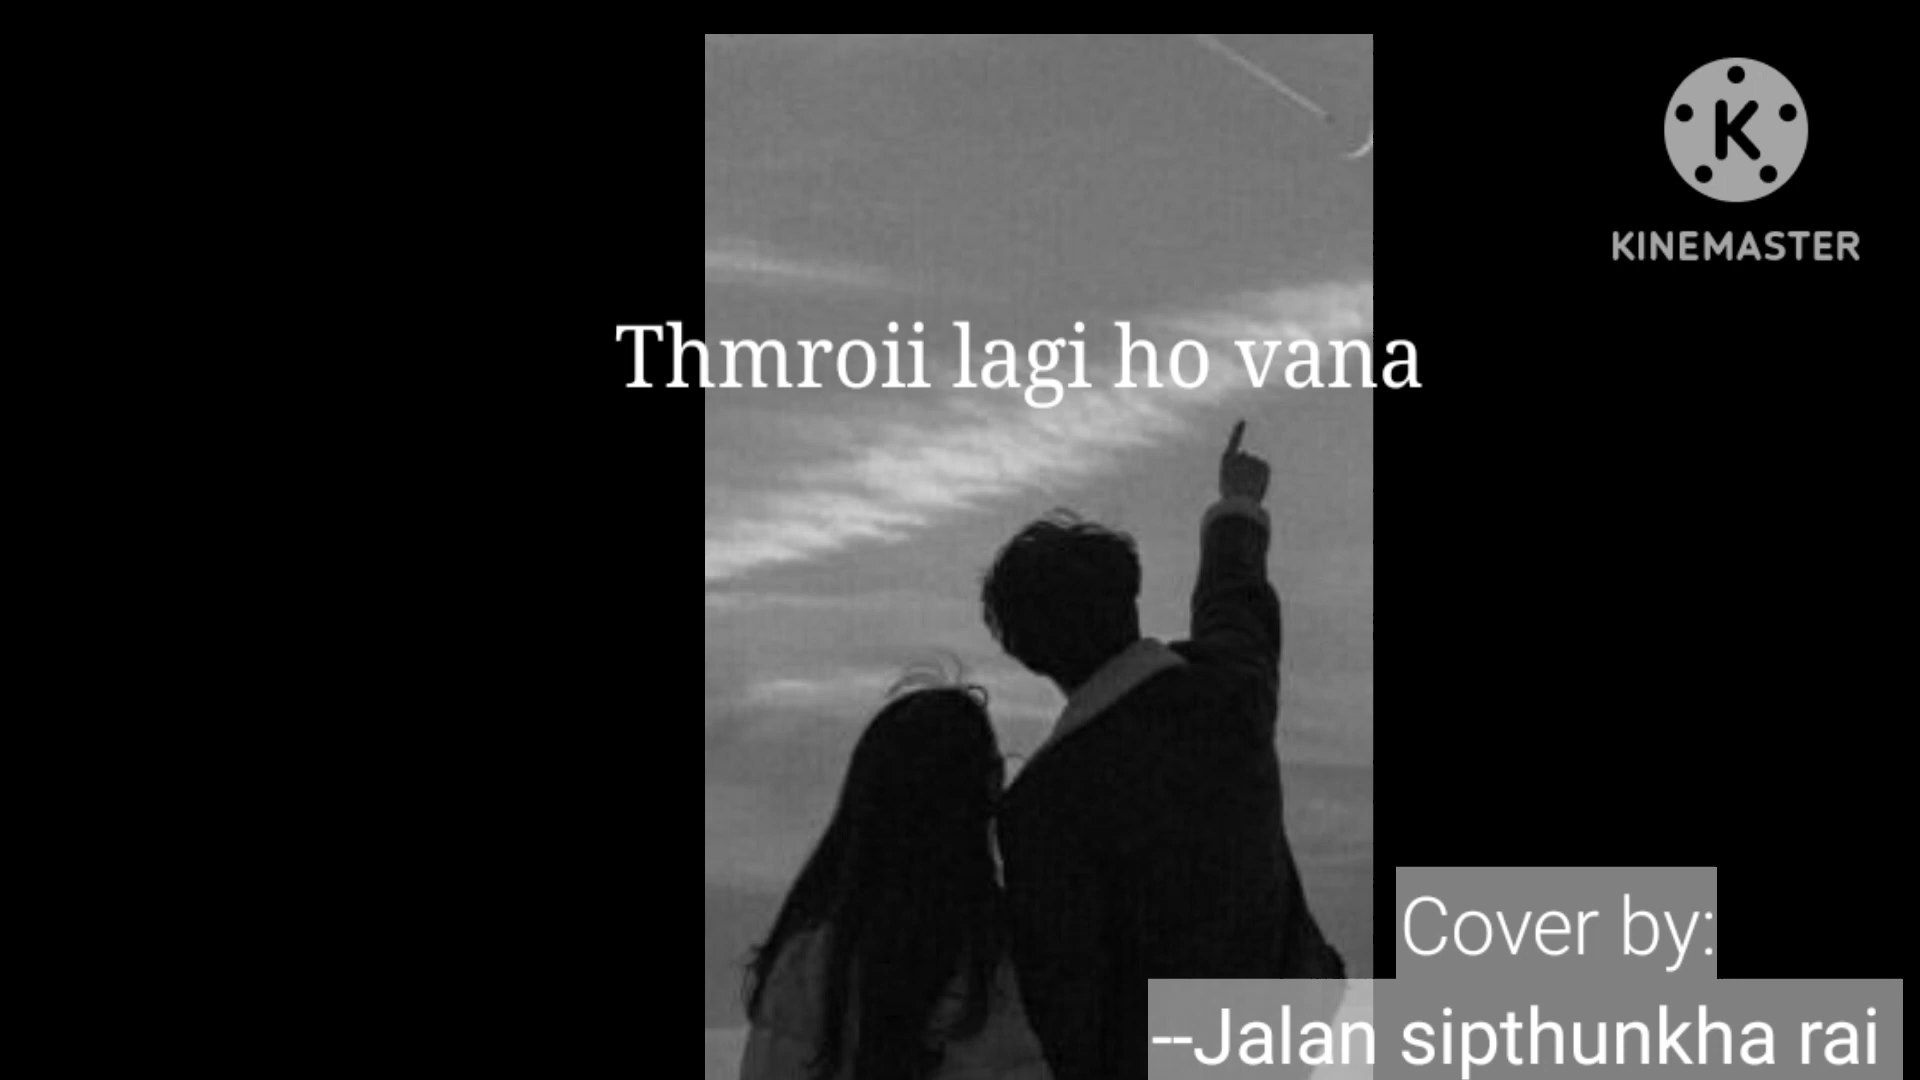 K
KINEMASTER
Thmroii lagi ho vana
Cover by:
--Jalan sipthunkha rai